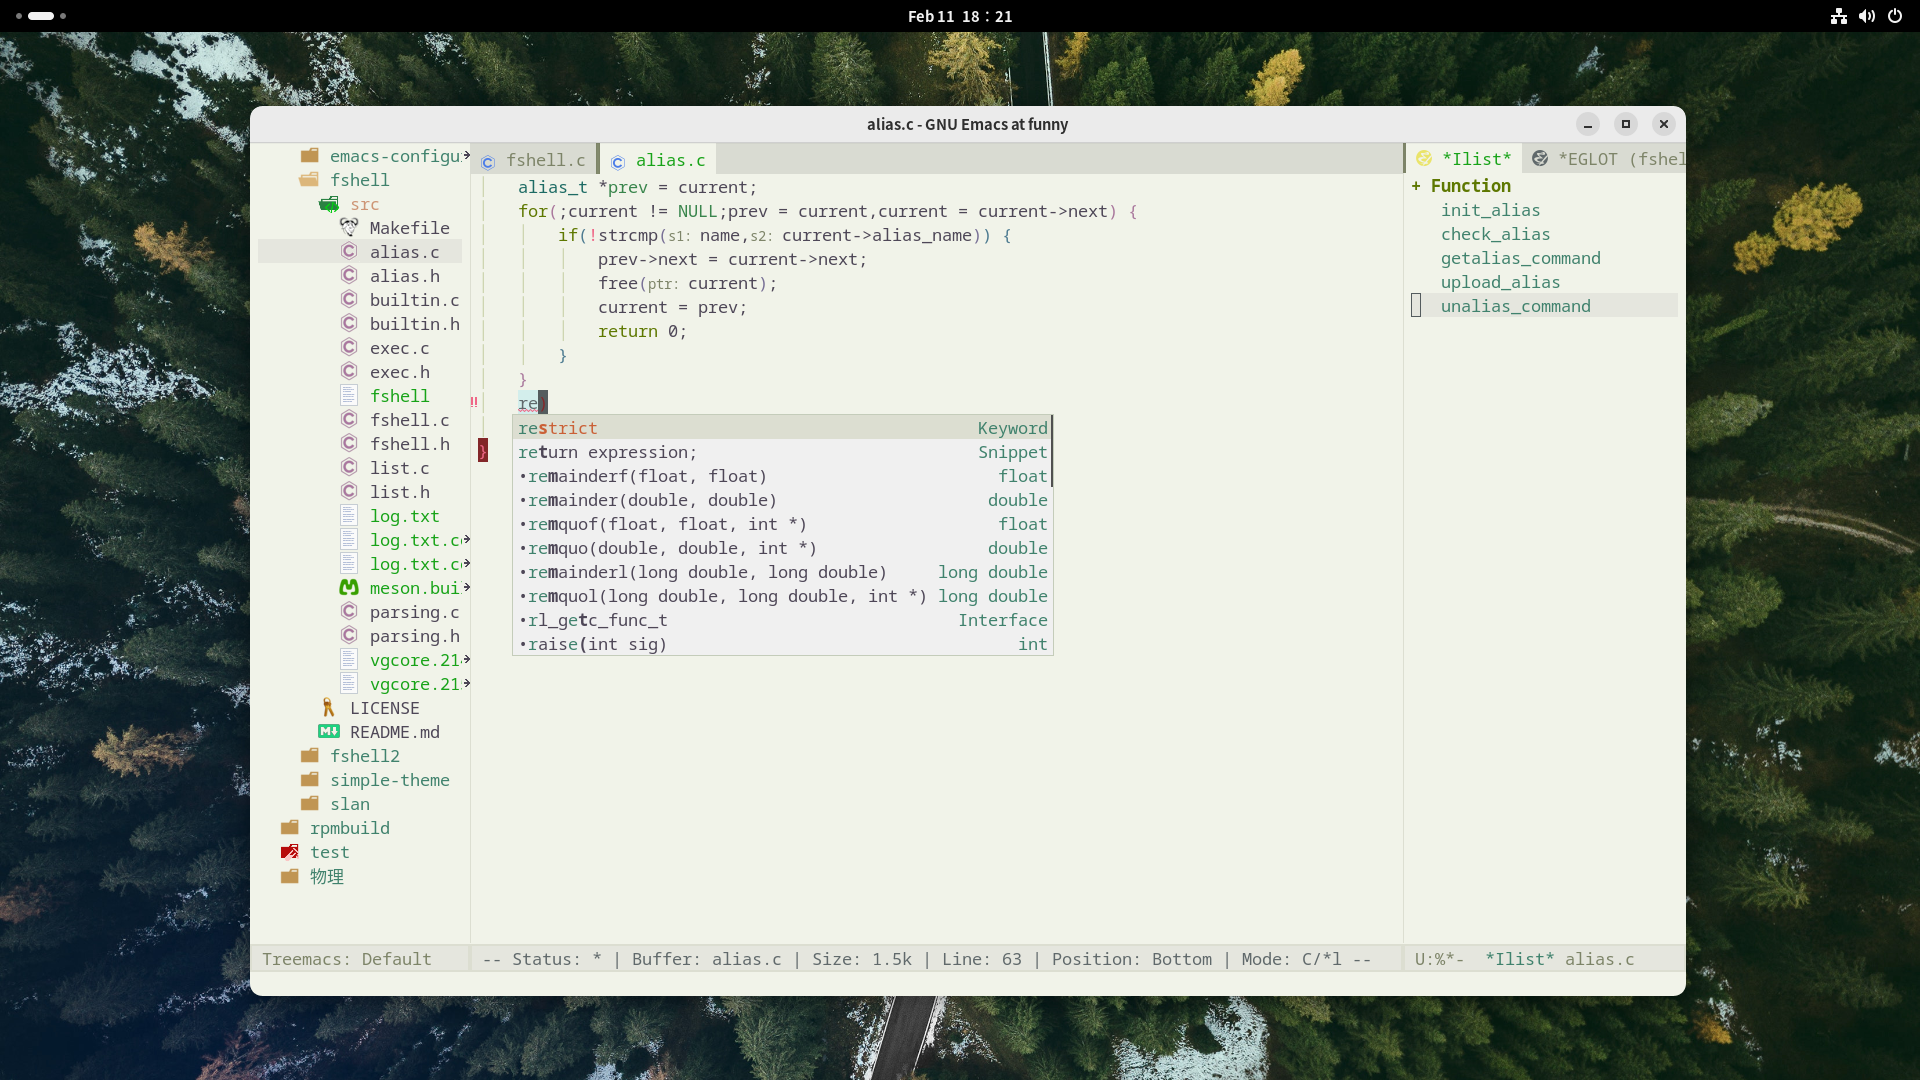 Feb 11 18：21
alias.c - GNU Emacs at funny
emacs-configu
fshell
src
Makefile
alias.c
alias.h
builtin.c
builtin.h
exec.c
exec.h
fshell
fshell.c
fshell.h
list.c
list.h
log.txt
log.txt.c
log.txt.c
meson.bui
parsing.c
parsing.h
vgcore.21
vgcore.21
LICENSE
README.md
fshell2
simple-theme
slan
rpmbuild
test
物理
fshell.c alias.c
alias_t *prev = current;
for(;current != NULL;prev = current,current = current->next) {
if(!strcmp(s1: name,s2: current->alias_name)) {
prev->next = current->next;
free(ptr: current);
current = prev;
return 0;
}
}
!! re)
}
restrict Keyword
return expression; Snippet
•remainderf(float, float) float
•remainder(double, double) double
•remquof(float, float, int *) float
•remquo(double, double, int *) double
•remainderl(long double, long double) long double
•remquol(long double, long double, int *) long double
•rl_getc_func_t Interface
•raise(int sig) int
*Ilist* *EGLOT (fshel
+ Function
init_alias
check_alias
getalias_command
upload_alias
unalias_command
Treemacs: Default
-- Status: * | Buffer: alias.c | Size: 1.5k | Line: 63 | Position: Bottom | Mode: C/*l --
U:%*- *Ilist* alias.c